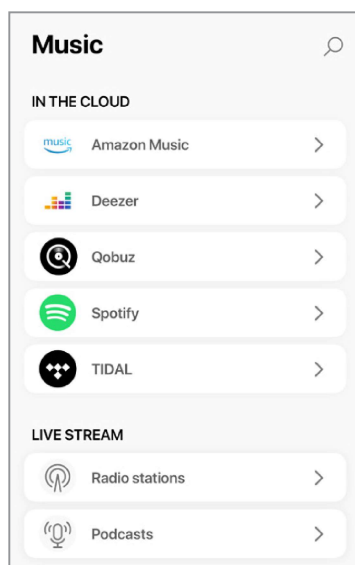 Music
IN THE CLOUD
music
Amazon Music
Deezer
Qobuz
Spotify
TIDAL
LIVE STREAM
Radio stations
Podcasts